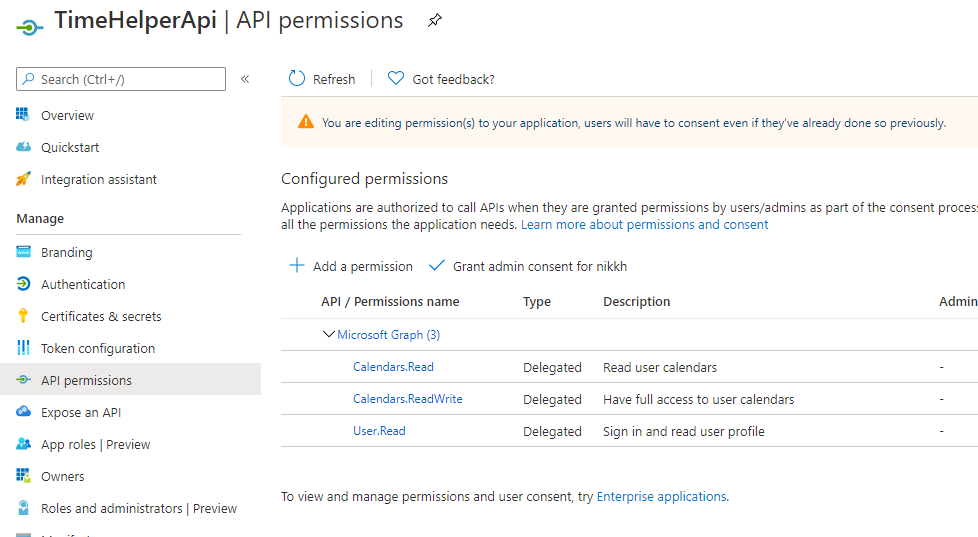 TimeHelperApi | API permissions
Search (Ctrl+/)
«
Refresh
Got feedback?
You are editing permission(s) to your application, users will have to consent even if they've already done so previously.
Overview
Quickstart
Integration assistant
Manage
Branding
Authentication
Certificates & secrets
Token configuration
API permissions
Expose an API
App roles | Preview
Owners
Roles and administrators | Preview
Configured permissions
Applications are authorized to call APIs when they are granted permissions by users/admins as part of the consent process
all the permissions the application needs. Learn more about permissions and consent
Add a permission
Grant admin consent for nikkh
API / Permissions name Type Description Admin
Microsoft Graph (3)
Calendars.Read Delegated Read user calendars -
Calendars.ReadWrite Delegated Have full access to user calendars -
User.Read Delegated Sign in and read user profile -
To view and manage permissions and user consent, try Enterprise applications.